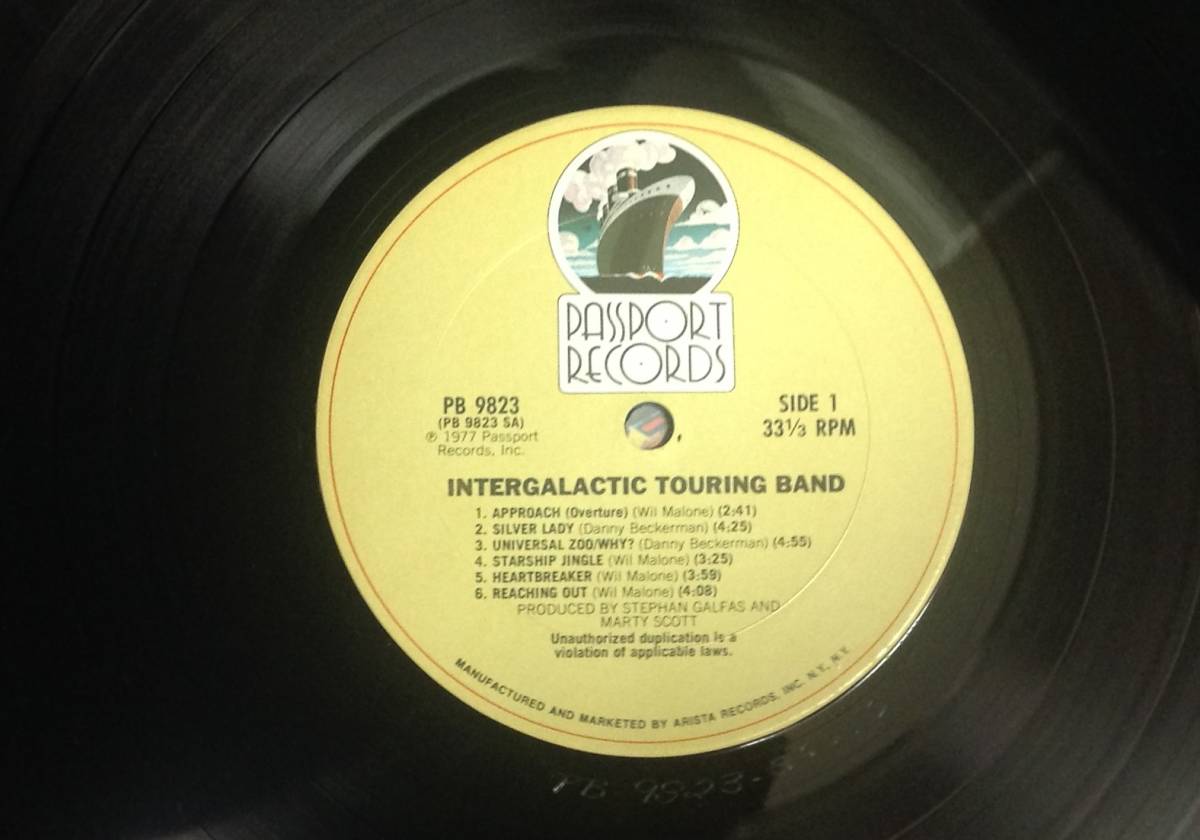 PASSPORT
RECORDS
PB 9823
(PB 9823 SA)
℗ 1977 Passport
Records, Inc.
SIDE 1
33⅓ RPM
INTERGALACTIC TOURING BAND
1. APPROACH (Overture) (Wil Malone) (2:41)
2. SILVER LADY (Danny Beckerman) (4:25)
3. UNIVERSAL ZOO/WHY? (Danny Beckerman) (4:55)
4. STARSHIP JINGLE (Wil Malone) (3:25)
5. HEARTBREAKER (Wil Malone) (3:59)
6. REACHING OUT (Wil Malone) (4:08)
PRODUCED BY STEPHAN GALFAS AND
MARTY SCOTT
Unauthorized duplication is a
violation of applicable laws.
MANUFACTURED AND MARKETED BY ARISTA RECORDS, INC. N.Y., N.Y.
PB 9823-